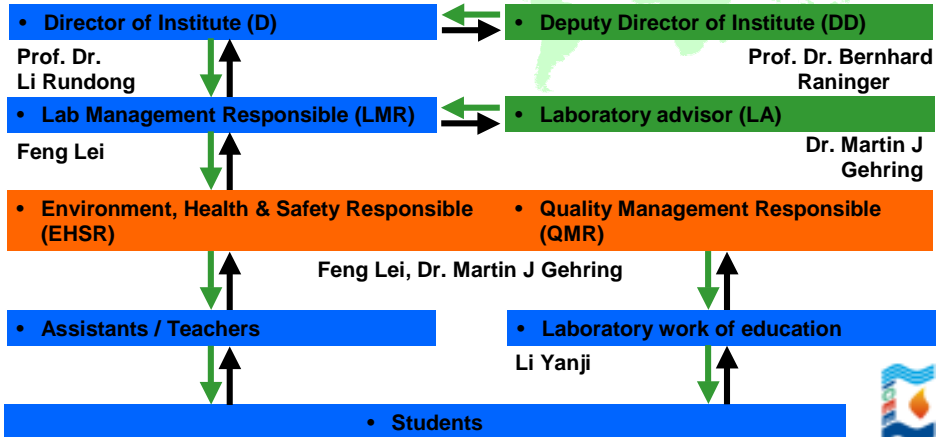 • Director of Institute (D)
• Deputy Director of Institute (DD)
Prof. Dr.
Li Rundong
Prof. Dr. Bernhard
Raninger
• Lab Management Responsible (LMR)
• Laboratory advisor (LA)
Feng Lei
Dr. Martin J
Gehring
• Environment, Health & Safety Responsible
(EHSR)
• Quality Management Responsible
(QMR)
Feng Lei, Dr. Martin J Gehring
• Assistants / Teachers
• Laboratory work of education
Li Yanji
• Students